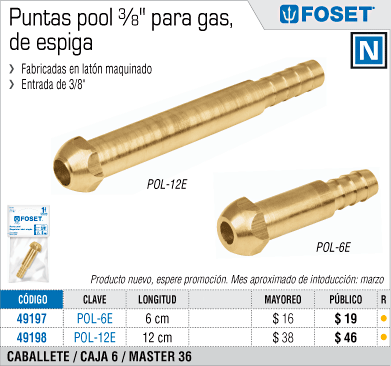 Puntas pool 3/8" para gas,
de espiga
FOSET®
N
❯ Fabricadas en latón maquinado
❯ Entrada de 3/8"
POL-12E
POL-6E
FOSET
Producto nuevo, espere promoción. Mes aproximado de intoducción: marzo
CÓDIGO CLAVE LONGITUD MAYOREO PÚBLICO R
49197 POL-6E 6 cm $ 16 $ 19
49198 POL-12E 12 cm $ 38 $ 46
CABALLETE / CAJA 6 / MASTER 36